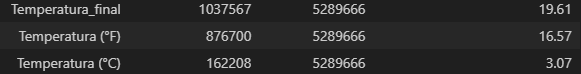 Temperatura_final 1037567 5289666 19.61
Temperatura (°F) 876700 5289666 16.57
Temperatura (°C) 162208 5289666 3.07